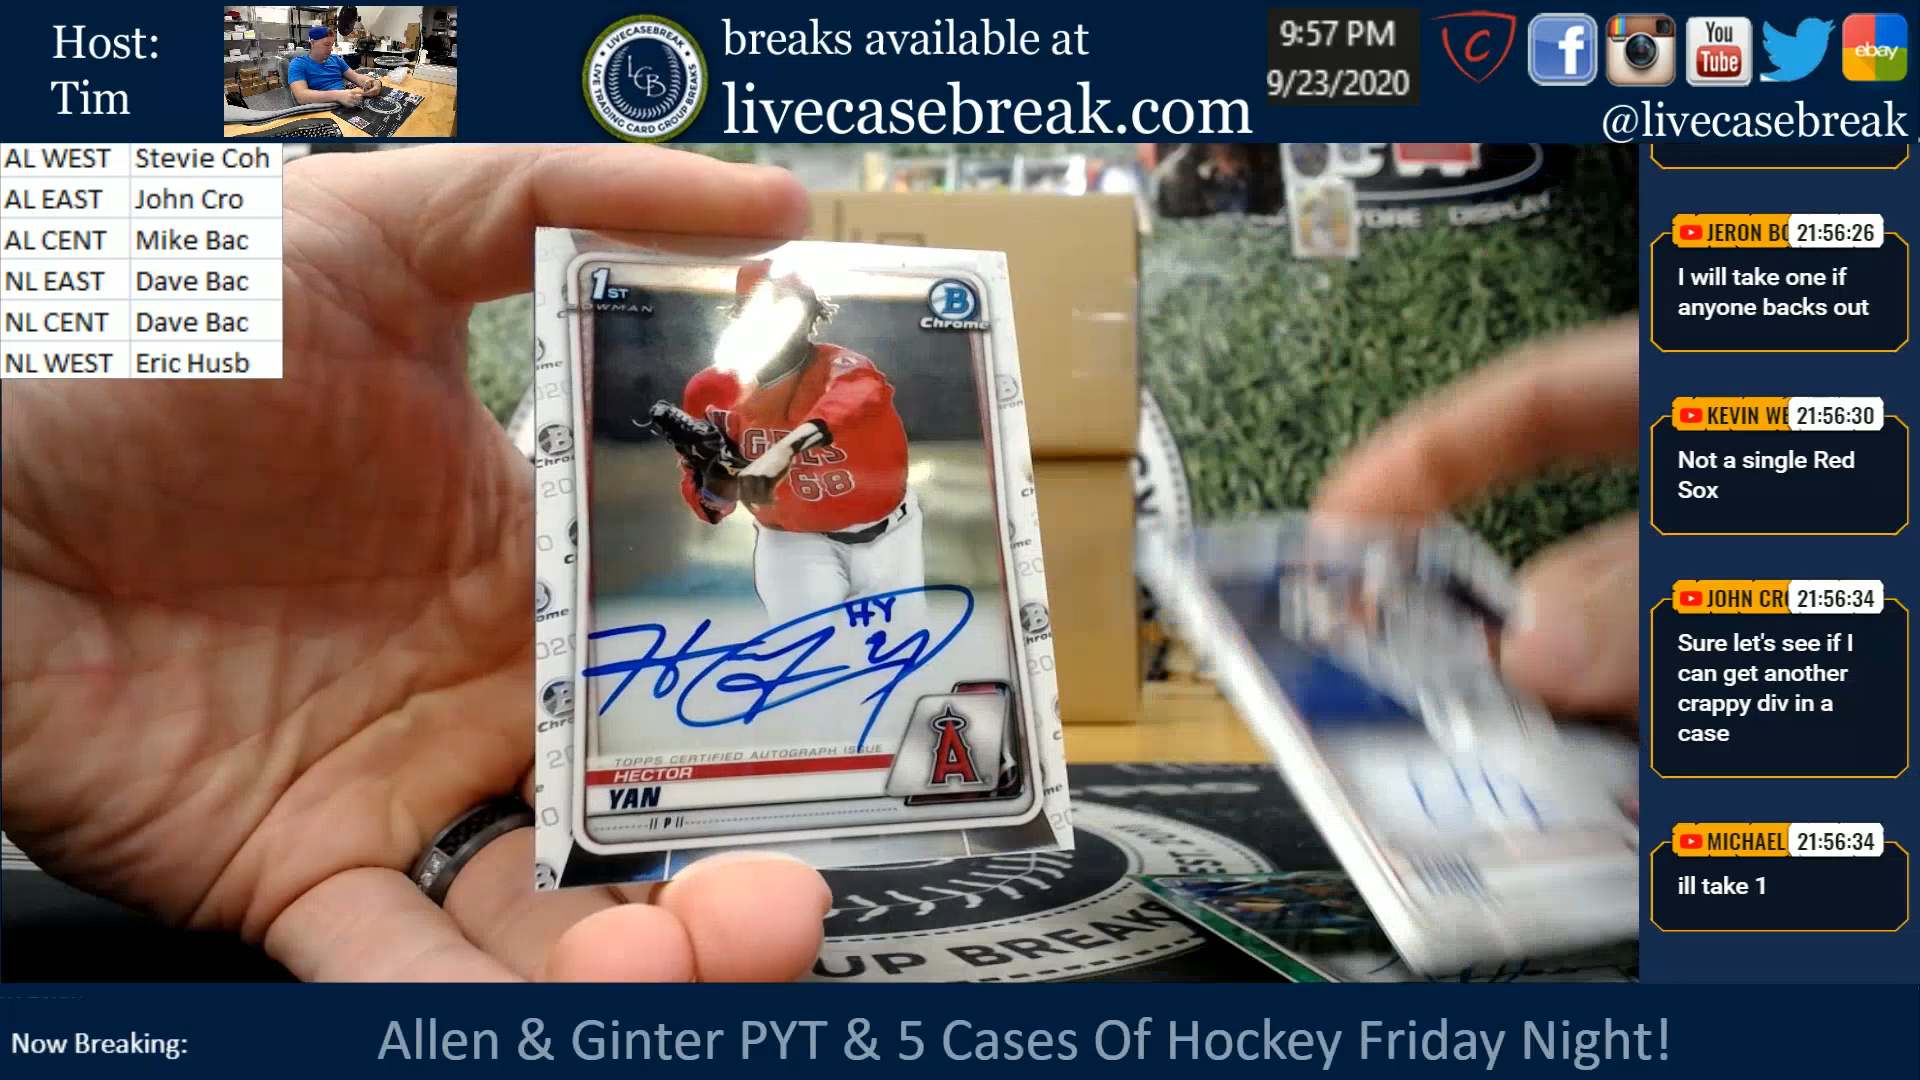 Host:
Tim
LIVECASEBREAK
LCB
LIVE TRADING CARD GROUP BREAKS
breaks available at
livecasebreak.com
9:57 PM
9/23/2020
C
f
You
Tube
ebay
@livecasebreak
AL WEST Stevie Coh
AL EAST John Cro
AL CENT Mike Bac
NL EAST Dave Bac
NL CENT Dave Bac
NL WEST Eric Husb
1ST
BOWMAN
B
Chrome
68
HY
TOPPS CERTIFIED AUTOGRAPH ISSUE
HECTOR
YAN
P
A
DISPLAY
UP BREAKS
JERON BO 21:56:26
I will take one if
anyone backs out
KEVIN WE 21:56:30
Not a single Red
Sox
JOHN CRO 21:56:34
Sure let's see if I
can get another
crappy div in a
case
MICHAEL 21:56:34
ill take 1
Now Breaking:
Allen & Ginter PYT & 5 Cases Of Hockey Friday Night!